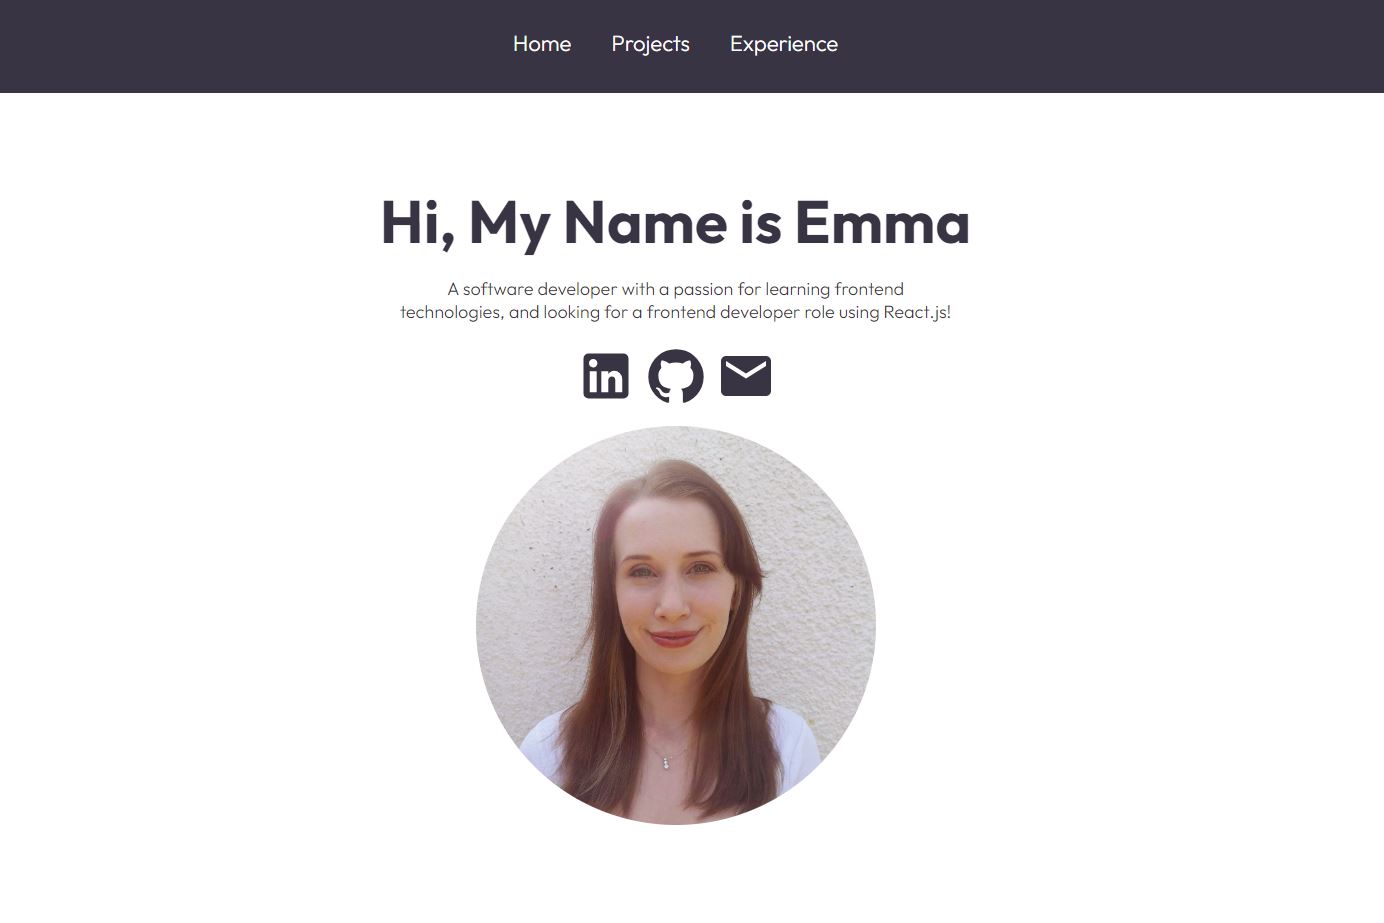 Home Projects Experience
Hi, My Name is Emma
A software developer with a passion for learning frontend
technologies, and looking for a frontend developer role using React.js!
in